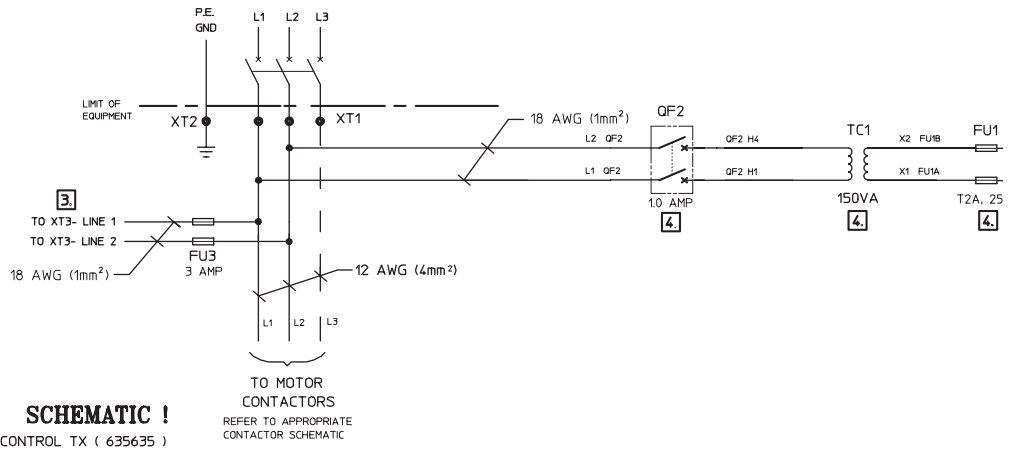 P.E.
GND
L1 L2 L3
LIMIT OF
EQUIPMENT
XT2
XT1
18 AWG (1mm²)
QF2
L2 QF2
QF2 H4
TC1
X2 FU1B
FU1
L1 QF2
QF2 H1
X1 FU1A
1.0 AMP
4.
150VA
4.
T2A, 25
4.
3.
TO XT3- LINE 1
TO XT3- LINE 2
FU3
3 AMP
18 AWG (1mm²)
12 AWG (4mm²)
L1 L2 L3
TO MOTOR
CONTACTORS
REFER TO APPROPRIATE
CONTACTOR SCHEMATIC
SCHEMATIC !
CONTROL TX ( 635635 )